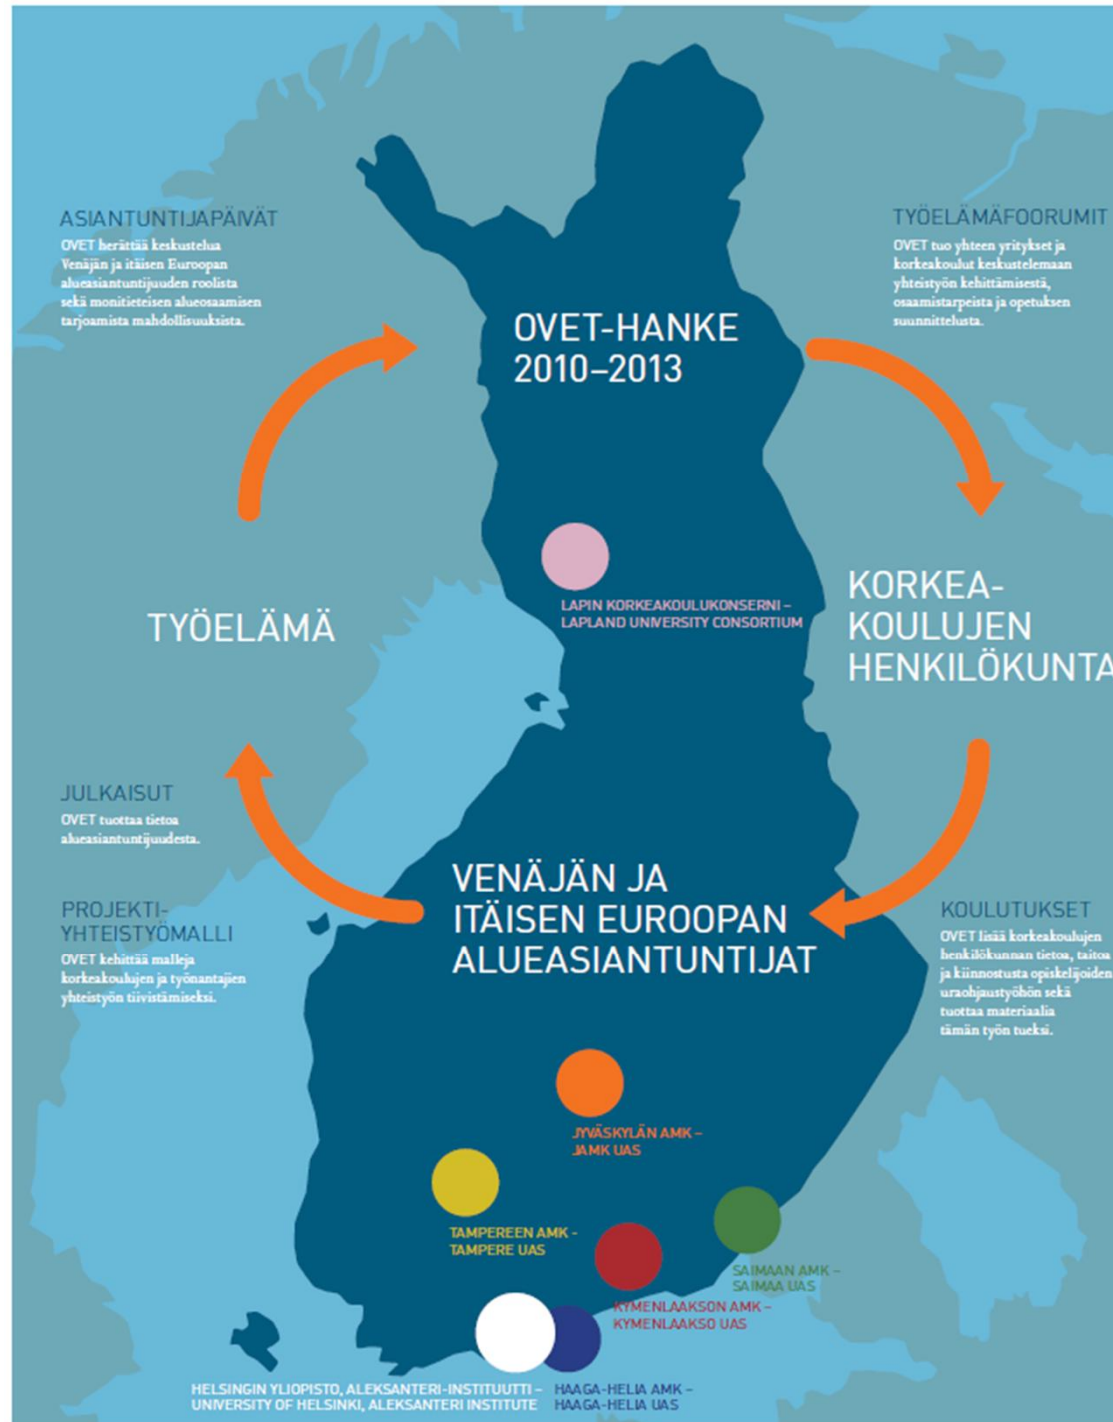 ASIANTUNTIJAPÄIVÄT
OVET herättää keskustelua
Venäjän ja itäisen Euroopan
alueasiantuntijuuden roolista
sekä monitieteisen alueosaamisen
tarjoamista mahdollisuuksista.
TYÖELÄMÄFOORUMIT
OVET tuo yhteen yritykset ja
korkeakoulut keskustelemaan
yhteistyön kehittämisestä,
osaamistarpeista ja opetuksen
suunnittelusta.
OVET-HANKE
2010–2013
LAPIN KORKEAKOULUKONSERNI –
LAPLAND UNIVERSITY CONSORTIUM
TYÖELÄMÄ
KORKEA-
KOULUJEN
HENKILÖKUNTA
JULKAISUT
OVET tuottaa tietoa
alueasiantuntijuudesta.
PROJEKTI-
YHTEISTYÖMALLI
OVET kehittää malleja
korkeakoulujen ja työnantajien
yhteistyön tiivistämiseksi.
VENÄJÄN JA
ITÄISEN EUROOPAN
ALUEASIANTUNTIJAT
KOULUTUKSET
OVET lisää korkeakoulujen
henkilökunnan tietoa, taitoa
ja kiinnostusta opiskelijoiden
uraohjaustyöhön sekä
tuottaa materiaalia
tämän työn tueksi.
JYVÄSKYLÄN AMK –
JAMK UAS
TAMPEREEN AMK -
TAMPERE UAS
SAIMAAN AMK –
SAIMAA UAS
KYMENLAAKSON AMK –
KYMENLAAKSO UAS
HELSINGIN YLIOPISTO, ALEKSANTERI-INSTITUUTTI –
UNIVERSITY OF HELSINKI, ALEKSANTERI INSTITUTE
HAAGA-HELIA AMK –
HAAGA-HELIA UAS